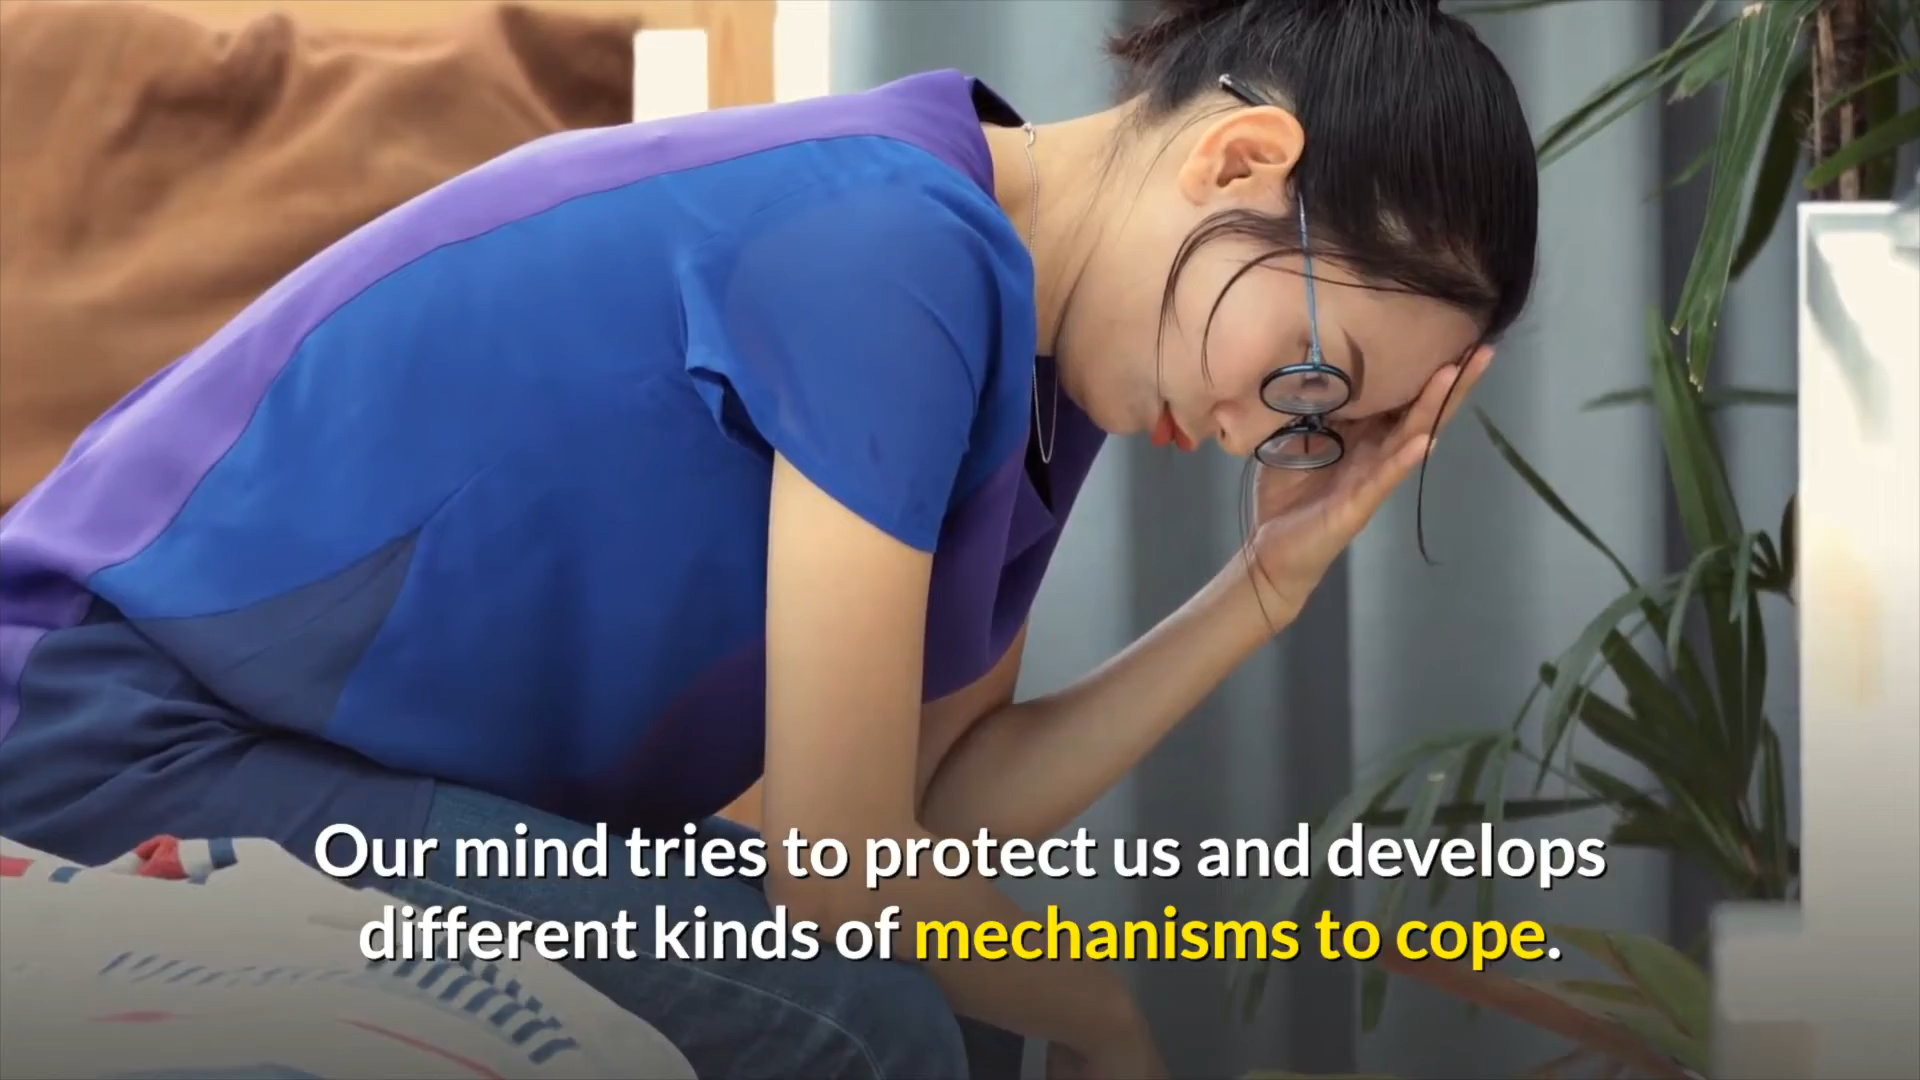 Our mind tries to protect us and develops
different kinds of mechanisms to cope.